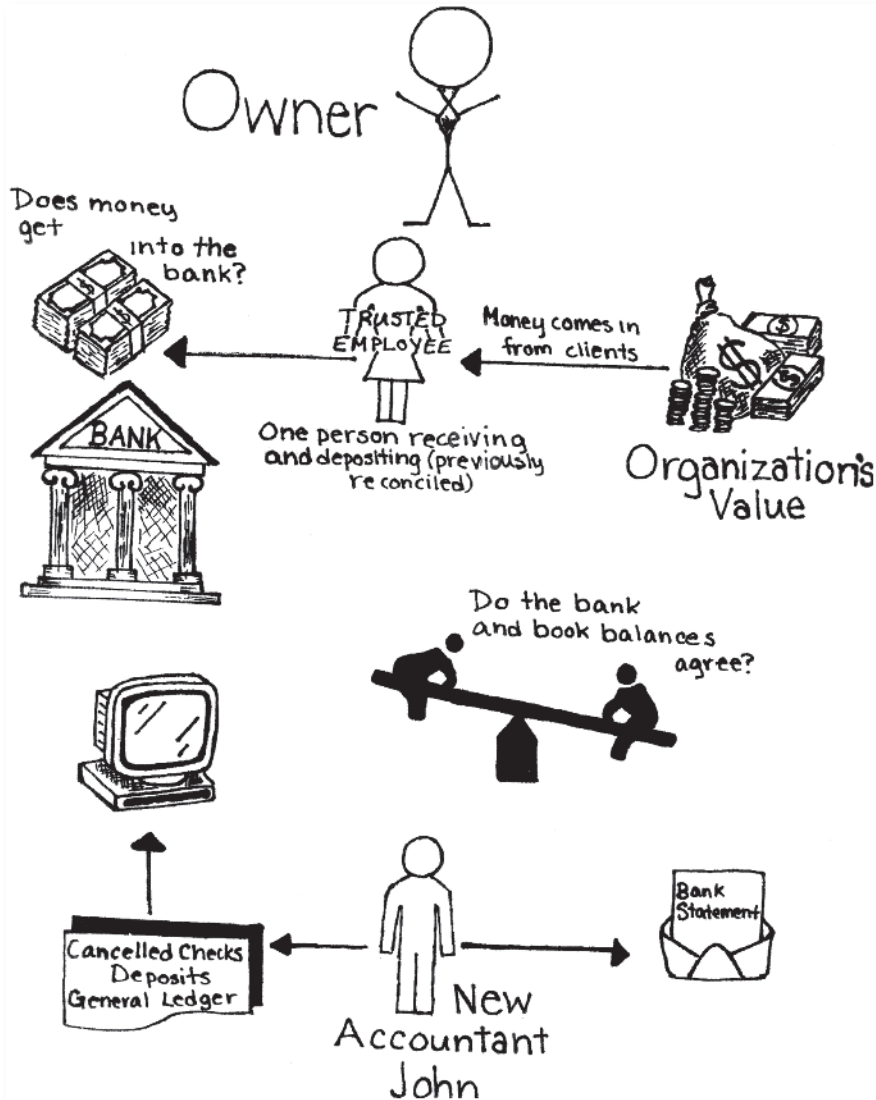 Owner
Does money
get
into the
bank?
TRUSTED
EMPLOYEE
Money comes in
from clients
$
$
$
$
BANK
One person receiving
and depositing (previously
reconciled)
Organization's
Value
Do the bank
and book balances
agree?
Cancelled Checks
Deposits
General Ledger
Bank
Statement
New
Accountant
John